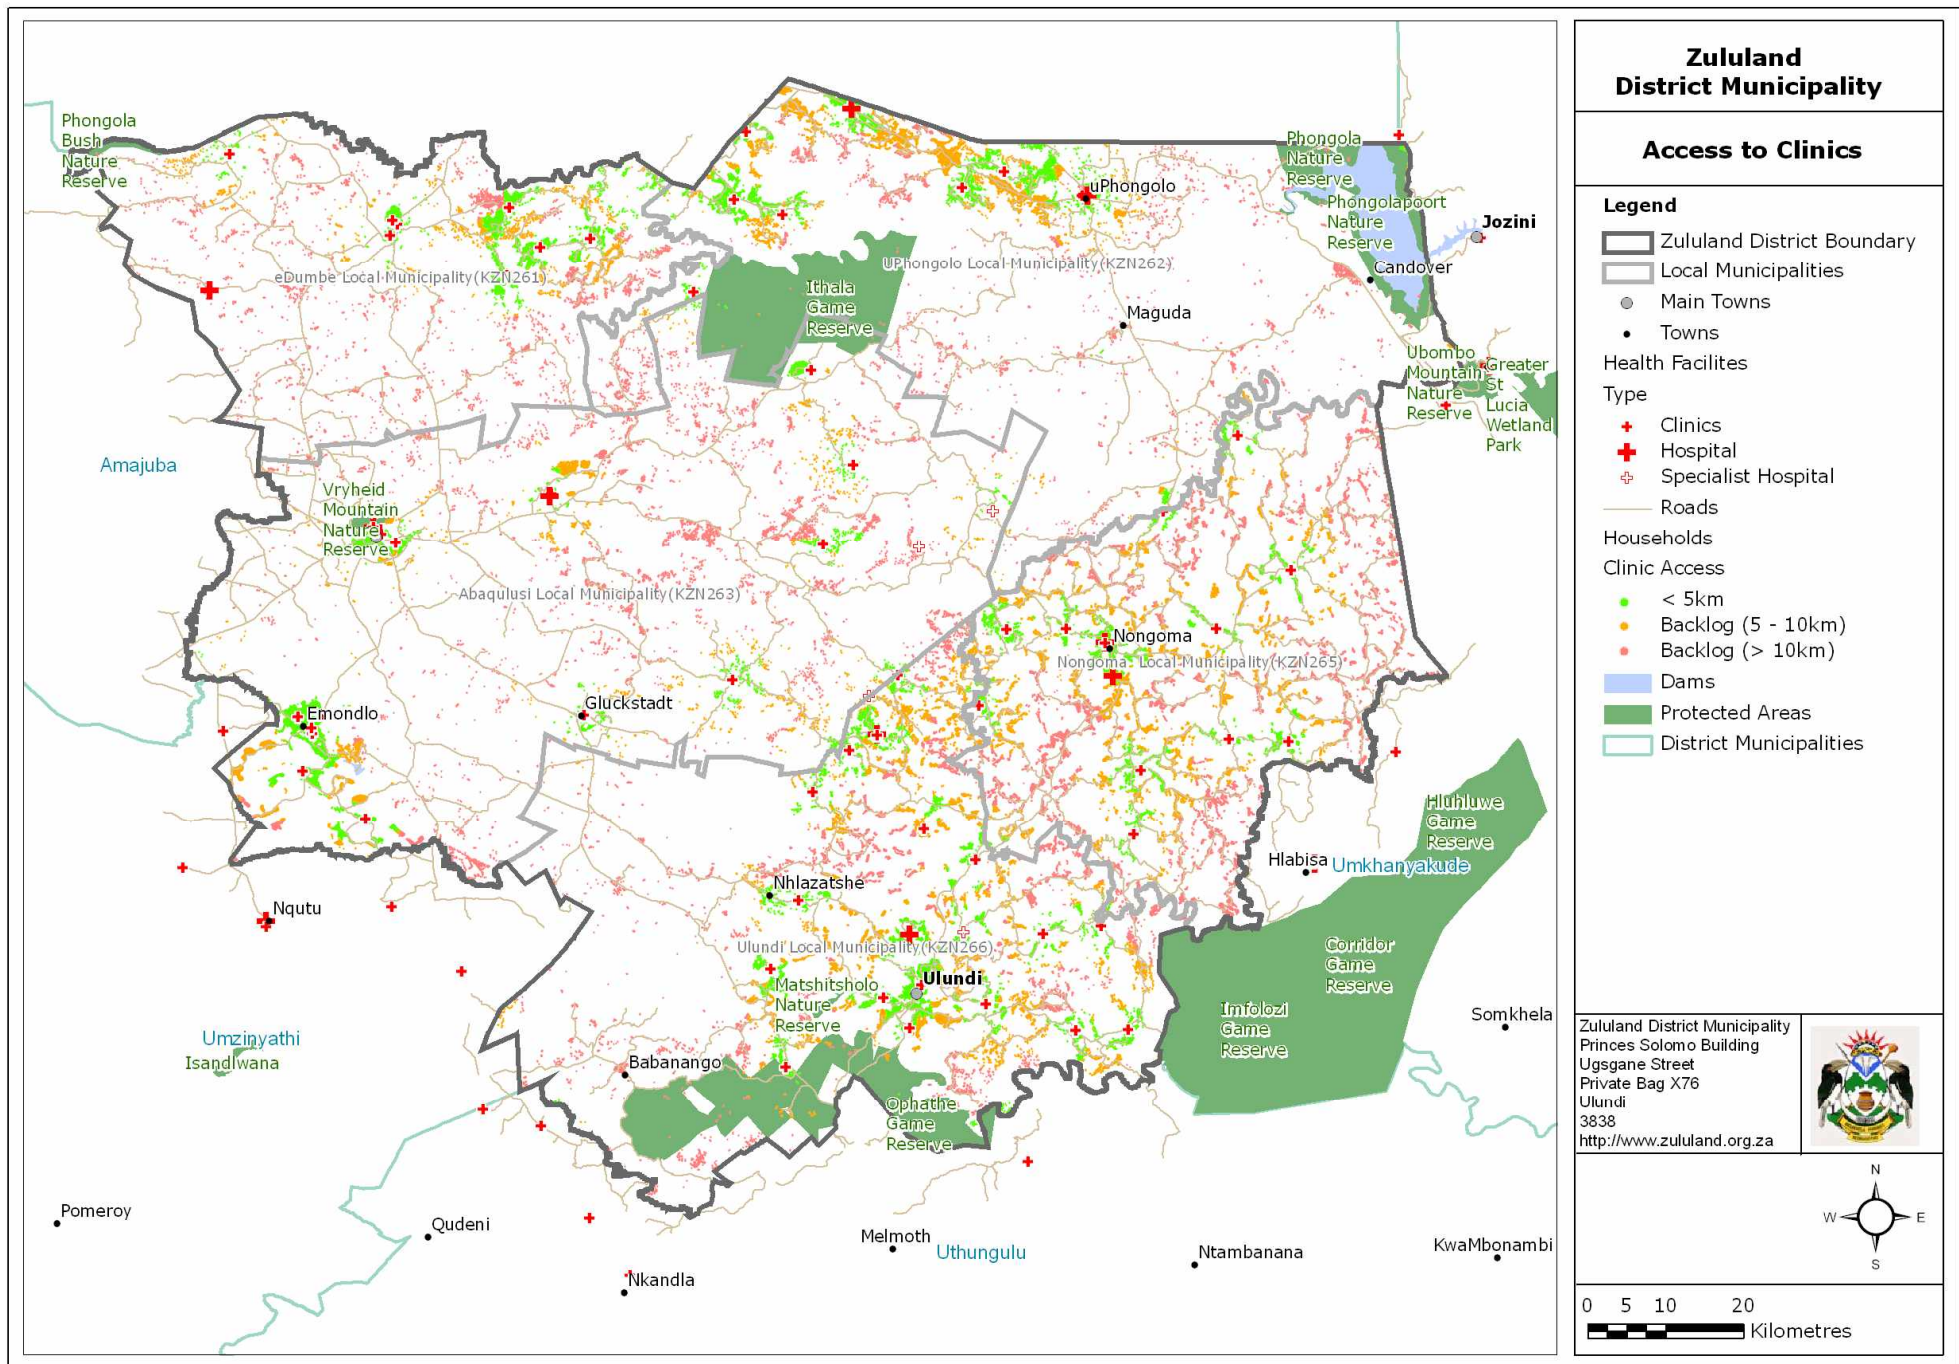 Zululand
District Municipality
Access to Clinics
Legend
Zululand District Boundary
Local Municipalities
Main Towns
Towns
Health Facilites
Type
Clinics
Hospital
Specialist Hospital
Roads
Households
Clinic Access
< 5km
Backlog (5 - 10km)
Backlog (> 10km)
Dams
Protected Areas
District Municipalities
Zululand District Municipality
Princes Solomo Building
Ugsgane Street
Private Bag X76
Ulundi
3838
http://www.zululand.org.za
N
W E
S
0 5 10 20
Kilometres
Phongola
Bush
Nature
Reserve
uPhongolo
Phongola
Nature
Reserve
Phongolapoort
Nature
Reserve
Jozini
Candover
eDumbe Local Municipality(KZN261)
UPhongolo Local Municipality(KZN262)
Ithala
Game
Reserve
Maguda
Ubombo
Mountain
Nature
Reserve
Greater
St
Lucia
Wetland
Park
Amajuba
Vryheid
Mountain
Nature
Reserve
Abaqulusi Local Municipality(KZN263)
Nongoma
Nongoma Local Municipality(KZN265)
Emondlo
Gluckstadt
Hluhluwe
Game
Reserve
Hlabisa
Umkhanyakude
Nhlazatshe
Nqutu
Ulundi Local Municipality(KZN266)
Ulundi
Corridor
Game
Reserve
Matshitsholo
Nature
Reserve
Imfolozi
Game
Reserve
Somkhela
Umzinyathi
Isandlwana
Babanango
Ophathe
Game
Reserve
Pomeroy
Qudeni
Melmoth
Uthungulu
Ntambanana
KwaMbonambi
Nkandla